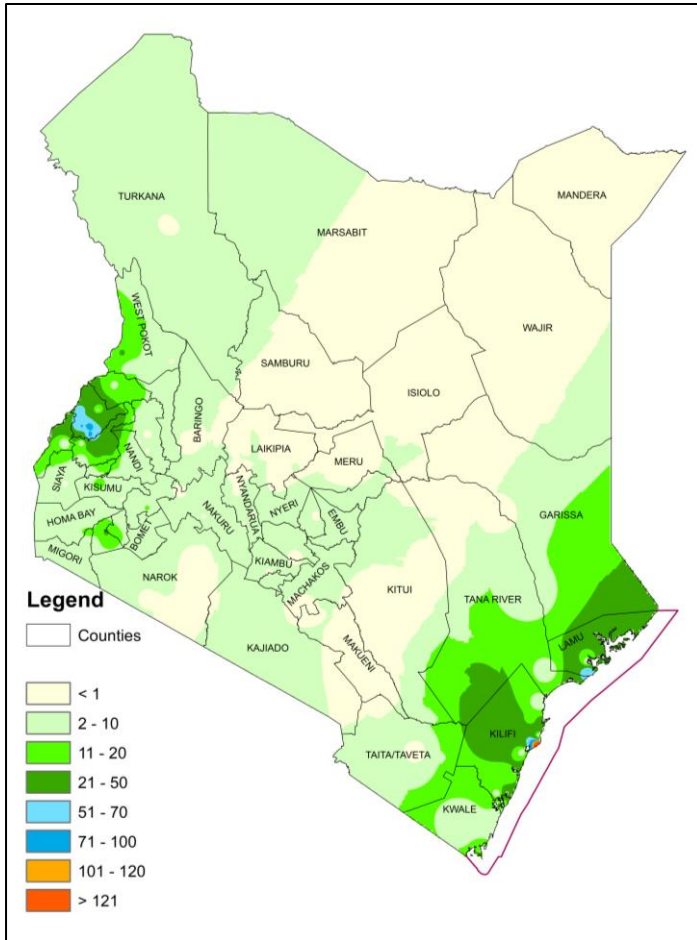 TURKANA
MANDERA
MARSABIT
WEST POKOT
WAJIR
SAMBURU
ISIOLO
BARINGO
LAIKIPIA
MERU
NANDI
SIAYA
KISUMU
NYANDARUA
NYERI
EMBU
GARISSA
HOMA BAY
BOMET
NAKURU
MIGORI
KIAMBU
NAROK
MACHAKOS
KITUI
TANA RIVER
LAMU
KAJIADO
MAKUENI
KILIFI
TAITA/TAVETA
KWALE
Legend
Counties
< 1
2 - 10
11 - 20
21 - 50
51 - 70
71 - 100
101 - 120
> 121